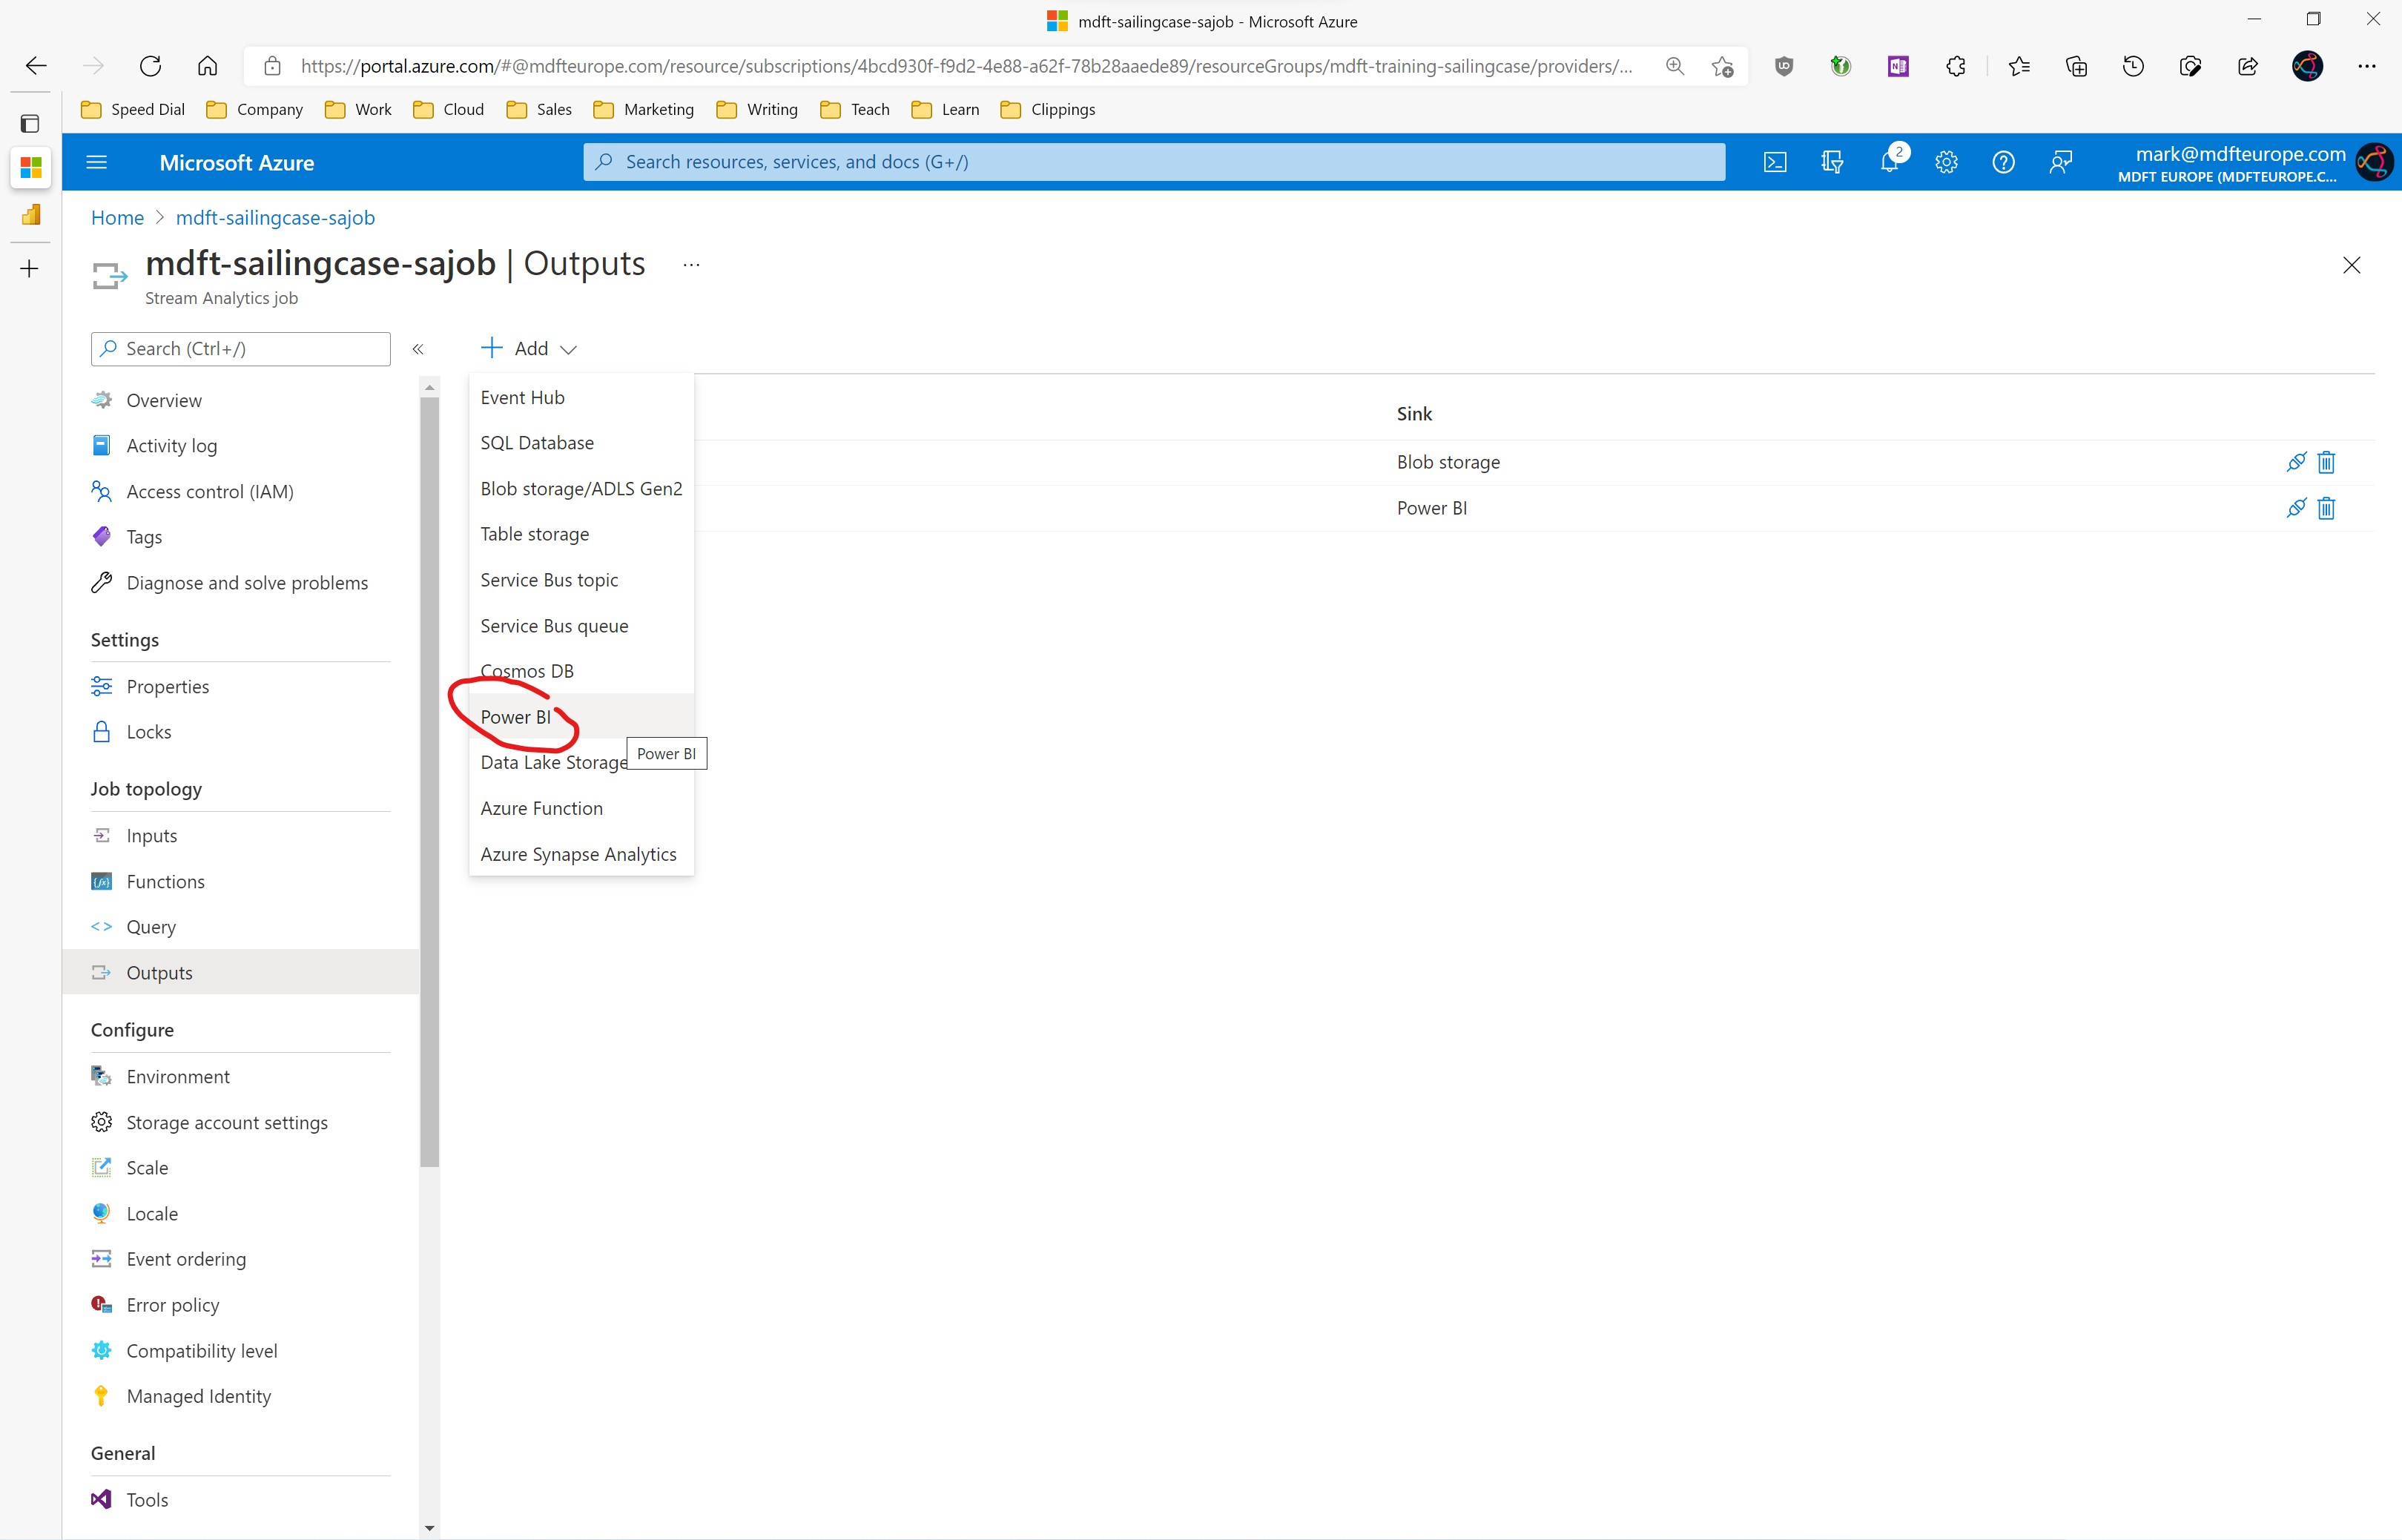 mdft-sailingcase-sajob - Microsoft Azure
https://portal.azure.com/#@mdfteurope.com/resource/subscriptions/4bcd930f-f9d2-4e88-a62f-78b28aaede89/resourceGroups/mdft-training-sailingcase/providers/...
Speed Dial Company Work Cloud Sales Marketing Writing Teach Learn Clippings
Microsoft Azure
Search resources, services, and docs (G+/)
2
mark@mdfteurope.com
MDFT EUROPE (MDFTEUROPE.C...
Home > mdft-sailingcase-sajob
mdft-sailingcase-sajob | Outputs ...
Stream Analytics job
Search (Ctrl+/)
Overview
Activity log
Access control (IAM)
Tags
Diagnose and solve problems
Settings
Properties
Locks
Job topology
Inputs
Functions
Query
Outputs
Configure
Environment
Storage account settings
Scale
Locale
Event ordering
Error policy
Compatibility level
Managed Identity
General
Tools
Add
Event Hub
SQL Database
Blob storage/ADLS Gen2
Table storage
Service Bus topic
Service Bus queue
Cosmos DB
Power BI
Power BI
Data Lake Storage
Azure Function
Azure Synapse Analytics
Sink
Blob storage
Power BI